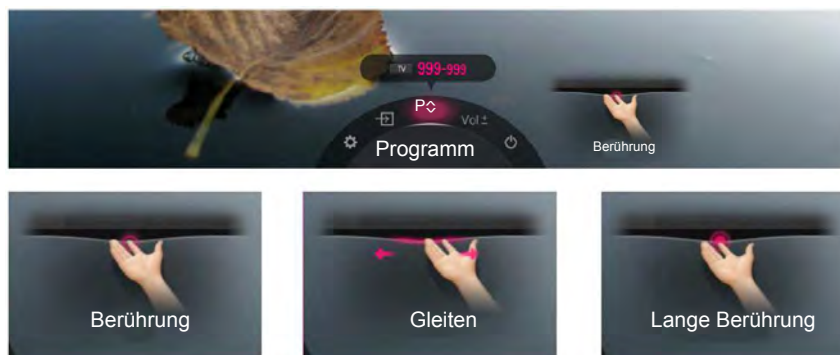 TV 999-999
P
Vol
Programm
Berührung
Berührung
Gleiten
Lange Berührung